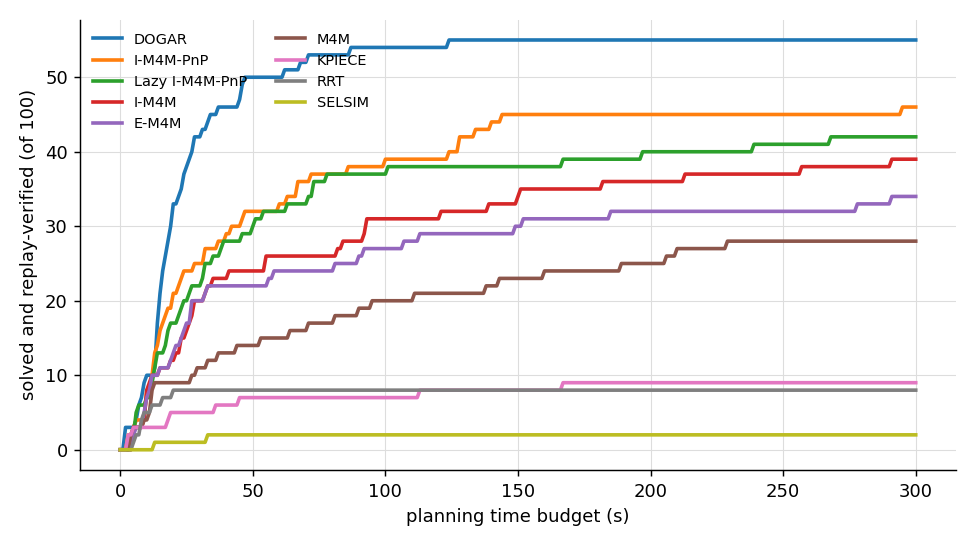 DOGAR
I-M4M-PnP
Lazy I-M4M-PnP
I-M4M
E-M4M
M4M
KPIECE
RRT
SELSIM
solved and replay-verified (of 100)
50
40
30
20
10
0
0 50 100 150 200 250 300
planning time budget (s)